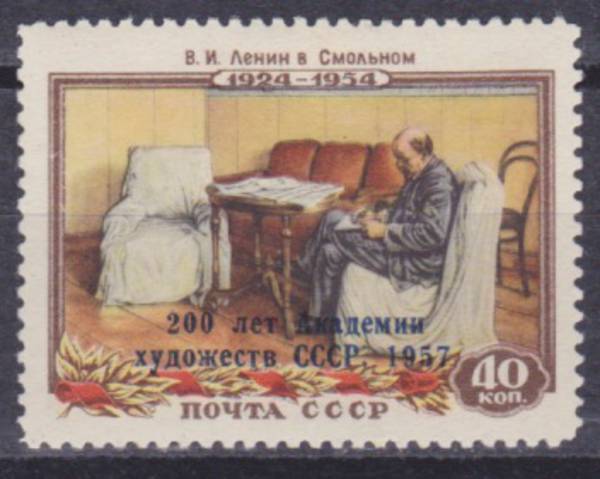 В. И. Ленин в Смольном
1924–1954
200 лет Академии
художеств СССР 1957
40
коп.
ПОЧТА СССР